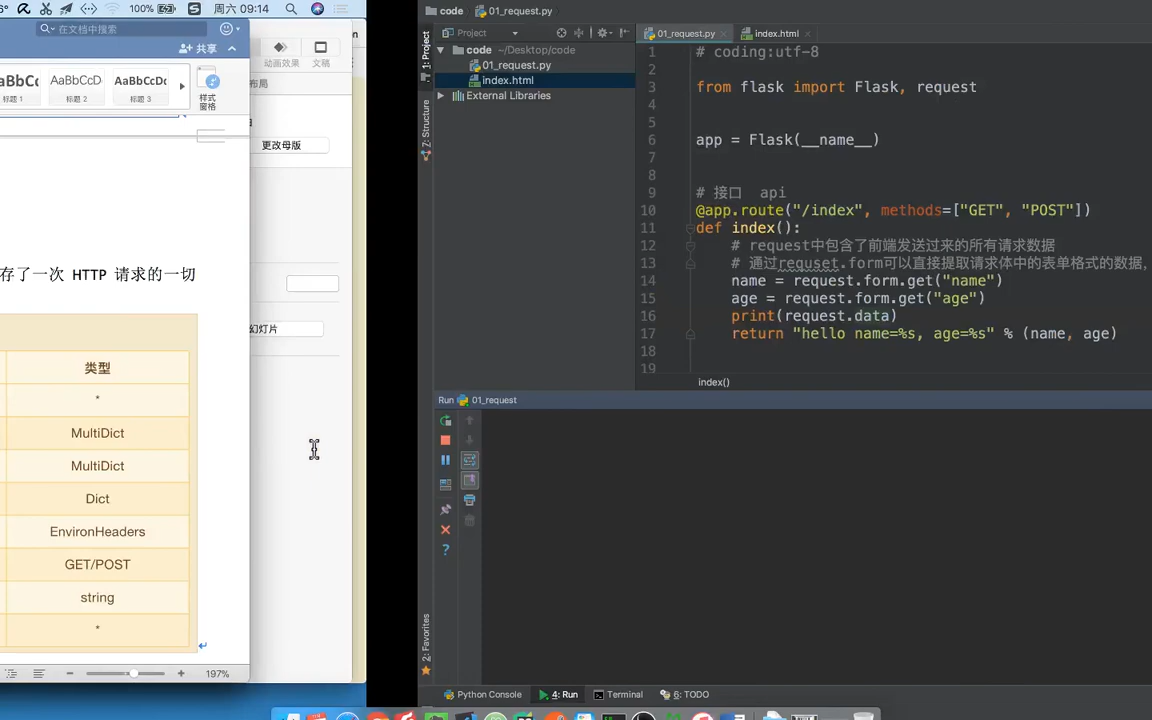 100%
周六 09:14
在文档中搜索
共享
AaBbCcD
AaBbCcDc
标题 1
标题 2
标题 3
样式
窗格
动画效果
文稿
更改母版
存了一次 HTTP 请求的一切
幻灯片
类型
*
MultiDict
MultiDict
Dict
EnvironHeaders
GET/POST
string
*
197%
code
01_request.py
Project
code ~/Desktop/code
01_request.py
index.html
External Libraries
1: Project
7: Structure
2: Favorites
01_request.py
index.html
1 # coding:utf-8
2
3 from flask import Flask, request
4
5
6 app = Flask(__name__)
7
8
9 # 接口 api
10 @app.route("/index", methods=["GET", "POST"])
11 def index():
12 # request中包含了前端发送过来的所有请求数据
13 # 通过requset.form可以直接提取请求体中的表单格式的数据,
14 name = request.form.get("name")
15 age = request.form.get("age")
16 print(request.data)
17 return "hello name=%s, age=%s" % (name, age)
18
19
index()
Run 01_request
Python Console
4: Run
Terminal
6: TODO